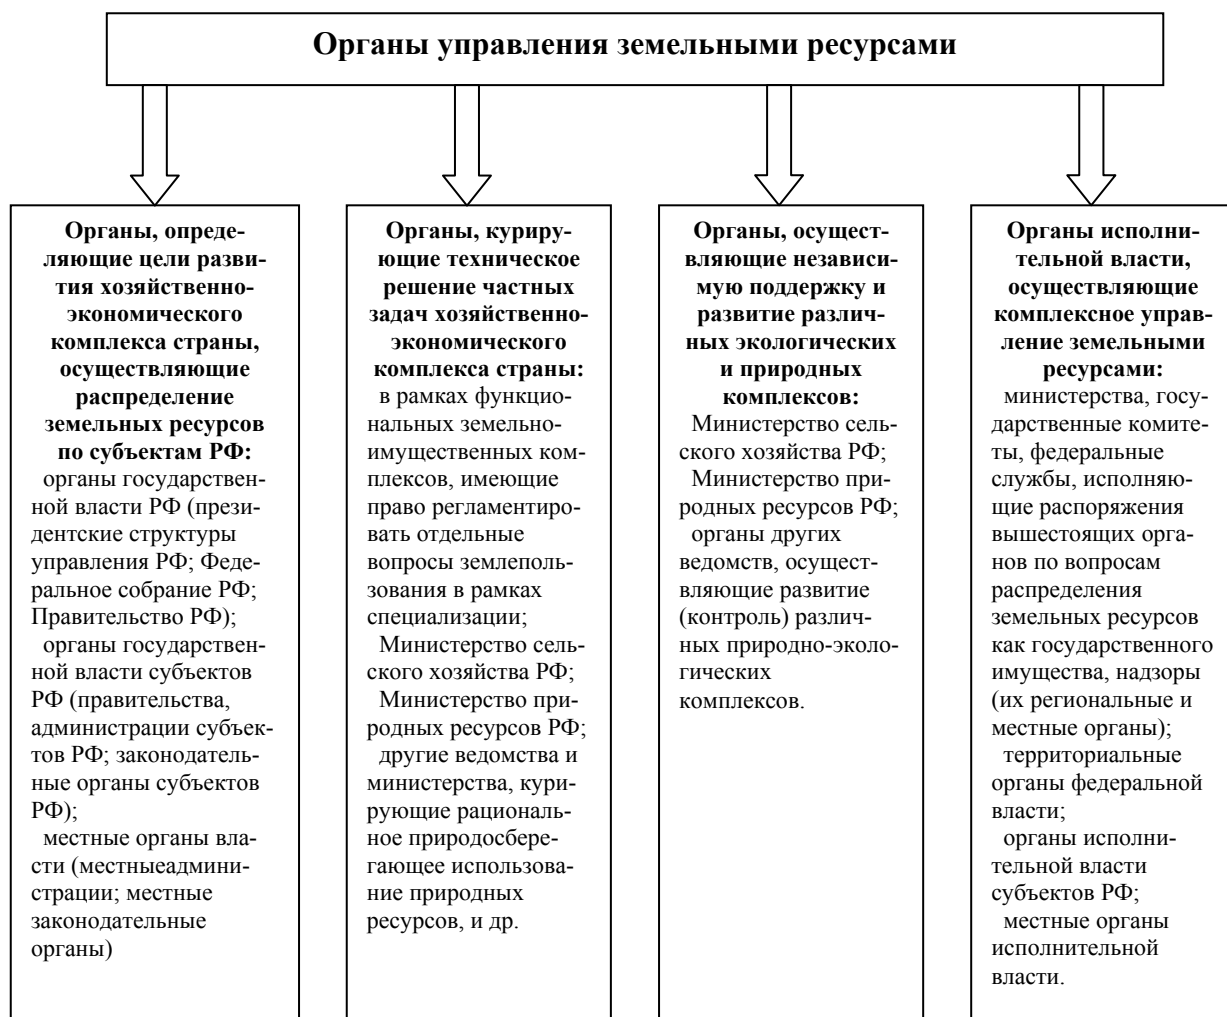 Органы управления земельными ресурсами
Органы, опреде-
ляющие цели разви-
тия хозяйственно-
экономического
комплекса страны,
осуществляющие
распределение
земельных ресурсов
по субъектам РФ:
органы государствен-
ной власти РФ (прези-
дентские структуры
управления РФ; Феде-
ральное собрание РФ;
Правительство РФ);
органы государствен-
ной власти субъектов
РФ (правительства,
администрации субъек-
тов РФ; законодатель-
ные органы субъектов
РФ);
местные органы вла-
сти (местныеадмини-
страции; местные
законодательные
органы)
Органы, куриру-
ющие техническое
решение частных
задач хозяйственно-
экономического
комплекса страны:
в рамках функцио-
нальных земельно-
имущественных ком-
плексов, имеющие
право регламентиро-
вать отдельные
вопросы землеполь-
зования в рамках
специализации;
Министерство сель-
ского хозяйства РФ;
Министерство при-
родных ресурсов РФ;
другие ведомства и
министерства, кури-
рующие рациональ-
ное природосбере-
гающее использова-
ние природных
ресурсов, и др.
Органы, осущест-
вляющие независи-
мую поддержку и
развитие различ-
ных экологических
и природных
комплексов:
Министерство сель-
ского хозяйства РФ;
Министерство при-
родных ресурсов РФ;
органы других
ведомств, осущест-
вляющие развитие
(контроль) различ-
ных природно-эколо-
гических
комплексов.
Органы исполни-
тельной власти,
осуществляющие
комплексное управ-
ление земельными
ресурсами:
министерства, госу-
дарственные комите-
ты, федеральные
службы, исполняю-
щие распоряжения
вышестоящих орга-
нов по вопросам
распределения
земельных ресурсов
как государственного
имущества, надзоры
(их региональные и
местные органы);
территориальные
органы федеральной
власти;
органы исполни-
тельной власти
субъектов РФ;
местные органы
исполнительной
власти.